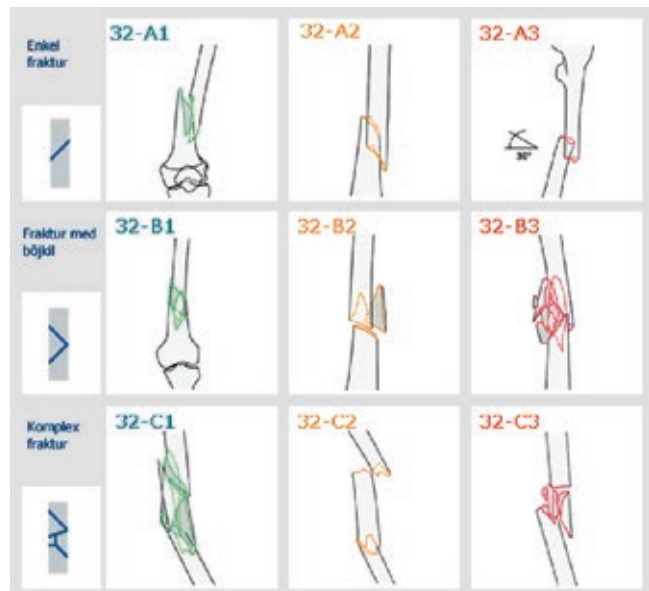 Enkel
fraktur
32-A1
32-A2
32-A3
30°
Fraktur med
böjkil
32-B1
32-B2
32-B3
Komplex
fraktur
32-C1
32-C2
32-C3